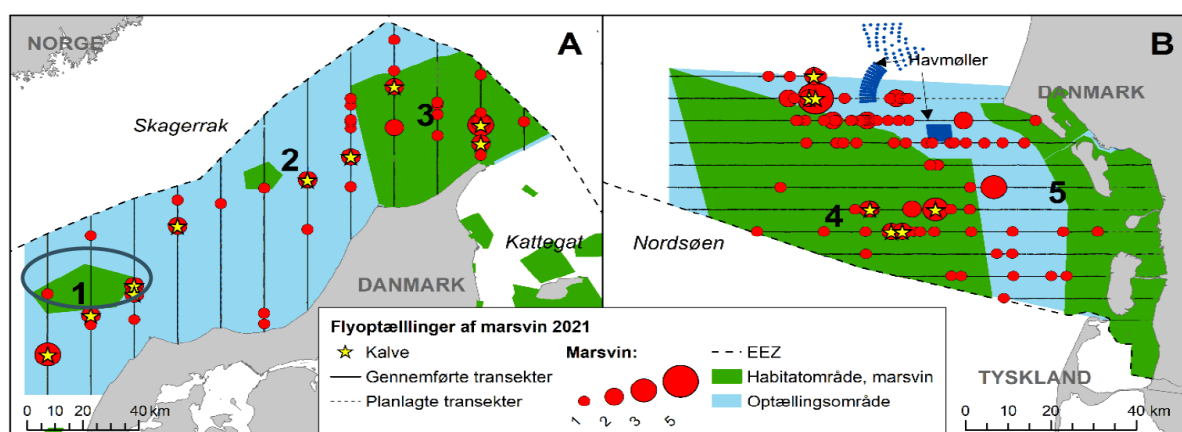 NORGE
A
Skagerrak
3
2
1
Kattegat
DANMARK
0 10 20 40 km
B
Havmøller
DANMARK
4
5
Nordsøen
TYSKLAND
0 10 20 40 km
Flyoptælllinger af marsvin 2021
Kalve
Gennemførte transekter
Planlagte transekter
Marsvin:
1 2 3 5
EEZ
Habitatområde, marsvin
Optællingsområde